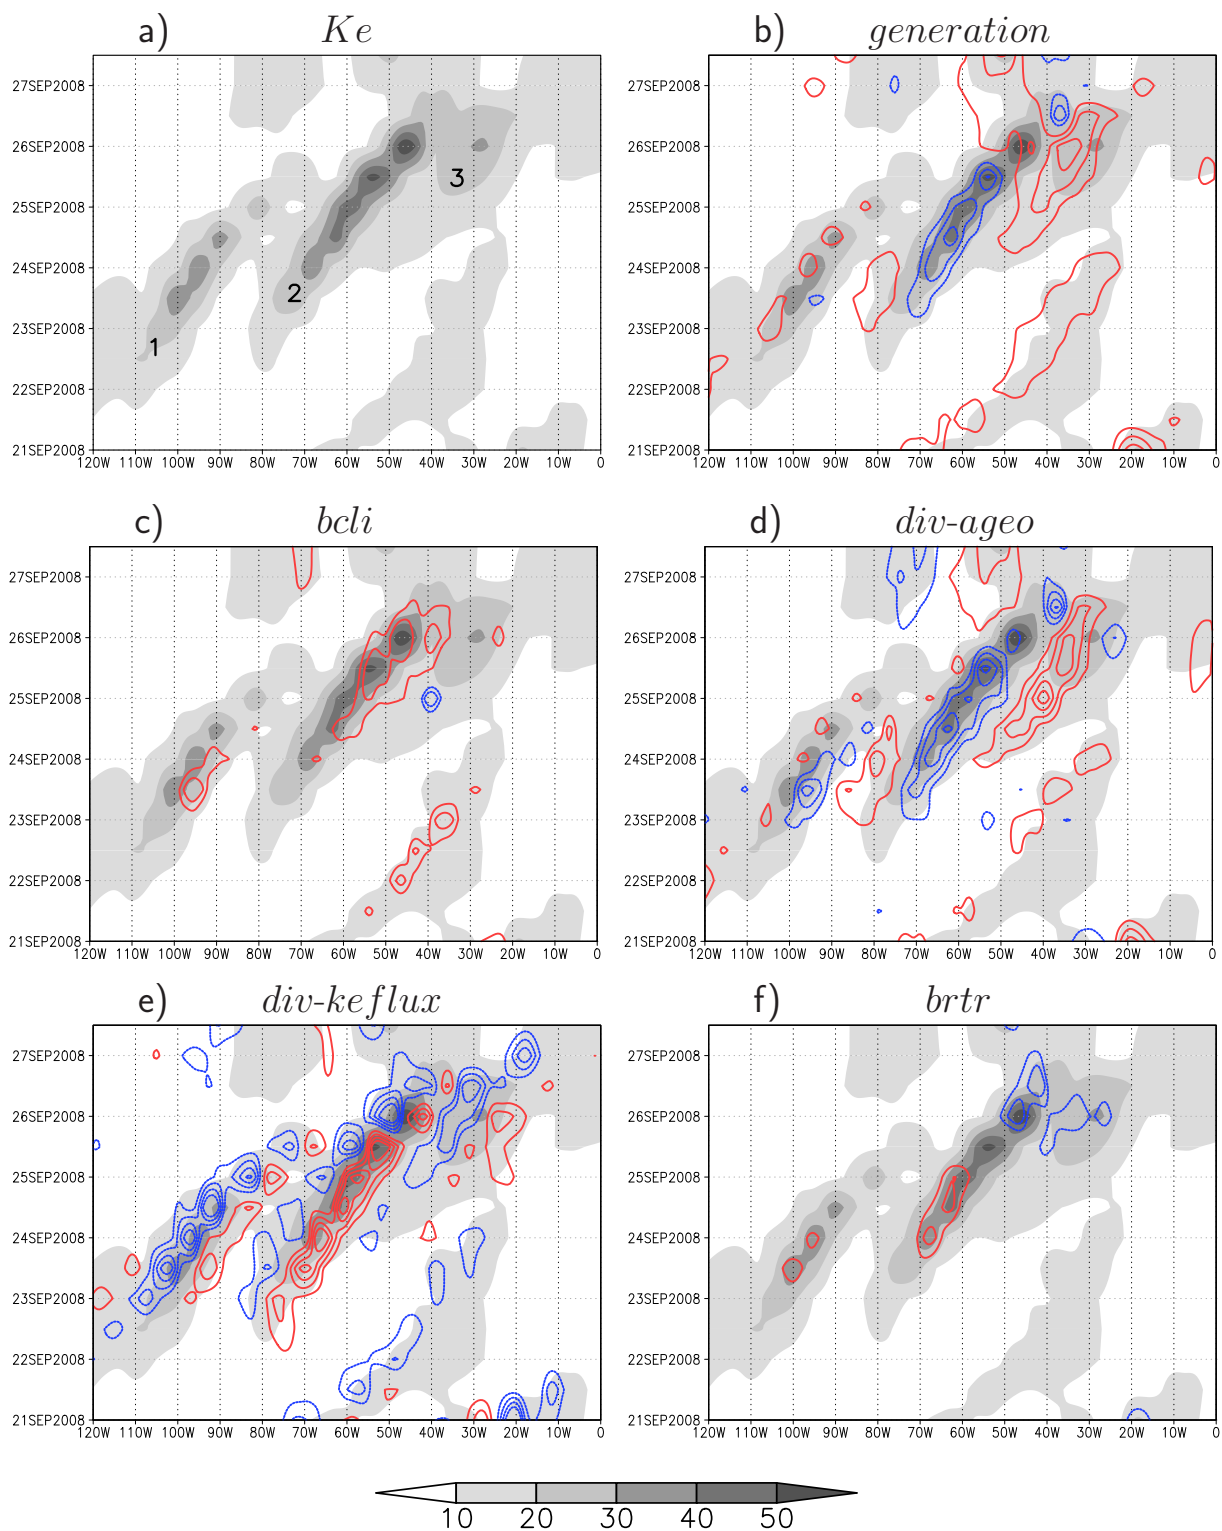 a) Ke
b) generation
27SEP2008
26SEP2008
25SEP2008
24SEP2008
23SEP2008
22SEP2008
21SEP2008
1
2
3
120W 110W 100W 90W 80W 70W 60W 50W 40W 30W 20W 10W 0
27SEP2008
26SEP2008
25SEP2008
24SEP2008
23SEP2008
22SEP2008
21SEP2008
120W 110W 100W 90W 80W 70W 60W 50W 40W 30W 20W 10W 0
c) bcli
d) div-ageo
27SEP2008
26SEP2008
25SEP2008
24SEP2008
23SEP2008
22SEP2008
21SEP2008
120W 110W 100W 90W 80W 70W 60W 50W 40W 30W 20W 10W 0
27SEP2008
26SEP2008
25SEP2008
24SEP2008
23SEP2008
22SEP2008
21SEP2008
120W 110W 100W 90W 80W 70W 60W 50W 40W 30W 20W 10W 0
e) div-keflux
f) brtr
27SEP2008
26SEP2008
25SEP2008
24SEP2008
23SEP2008
22SEP2008
21SEP2008
120W 110W 100W 90W 80W 70W 60W 50W 40W 30W 20W 10W 0
27SEP2008
26SEP2008
25SEP2008
24SEP2008
23SEP2008
22SEP2008
21SEP2008
120W 110W 100W 90W 80W 70W 60W 50W 40W 30W 20W 10W 0
10 20 30 40 50